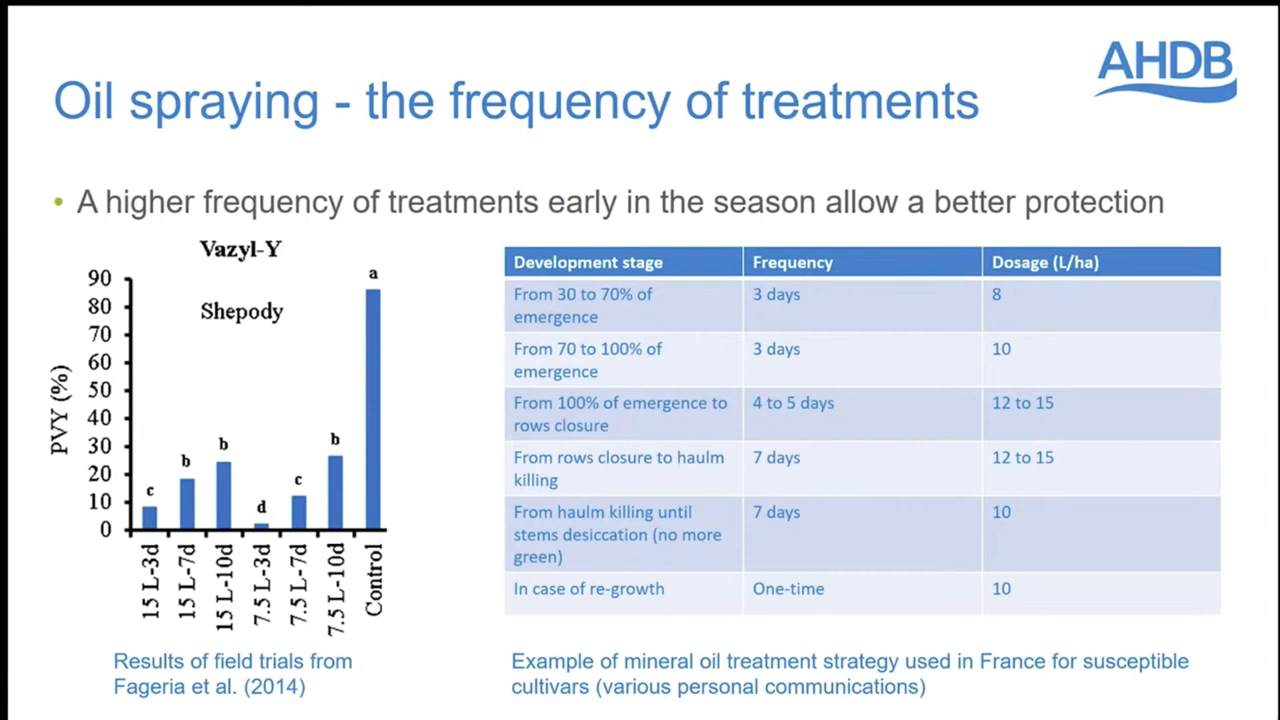 AHDB
Oil spraying - the frequency of treatments
• A higher frequency of treatments early in the season allow a better protection
Vazyl-Y
Shepody
PVY (%)
90
80
70
60
50
40
30
20
10
0
c
b
b
d
c
b
a
15 L-3d
15 L-7d
15 L-10d
7.5 L-3d
7.5 L-7d
7.5 L-10d
Control
Results of field trials from
Fageria et al. (2014)
Development stage Frequency Dosage (L/ha)
From 30 to 70% of 3 days 8
emergence
From 70 to 100% of 3 days 10
emergence
From 100% of emergence to 4 to 5 days 12 to 15
rows closure
From rows closure to haulm 7 days 12 to 15
killing
From haulm killing until 7 days 10
stems desiccation (no more
green)
In case of re-growth One-time 10
Example of mineral oil treatment strategy used in France for susceptible
cultivars (various personal communications)